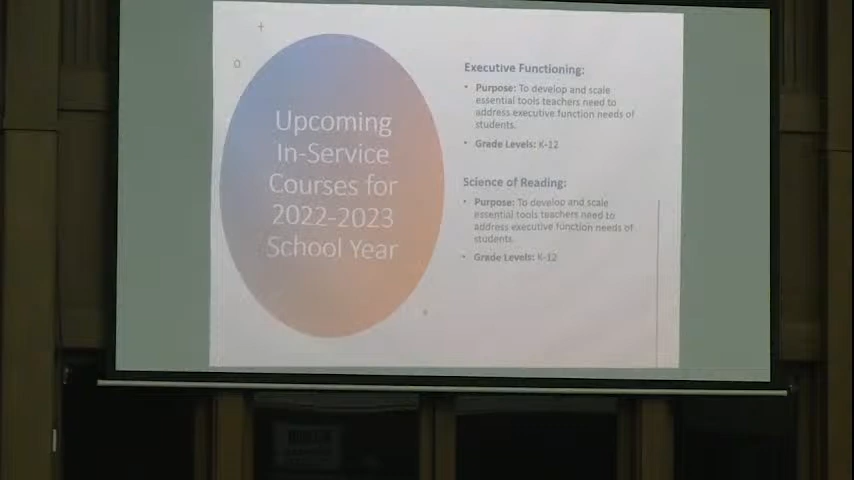 Upcoming
In-Service
Courses for
2022-2023
School Year
Executive Functioning:
• Purpose: To develop and scale
essential tools teachers need to
address executive function needs of
students.
• Grade Levels: K-12
Science of Reading:
• Purpose: To develop and scale
essential tools teachers need to
address executive function needs of
students.
• Grade Levels: K-12